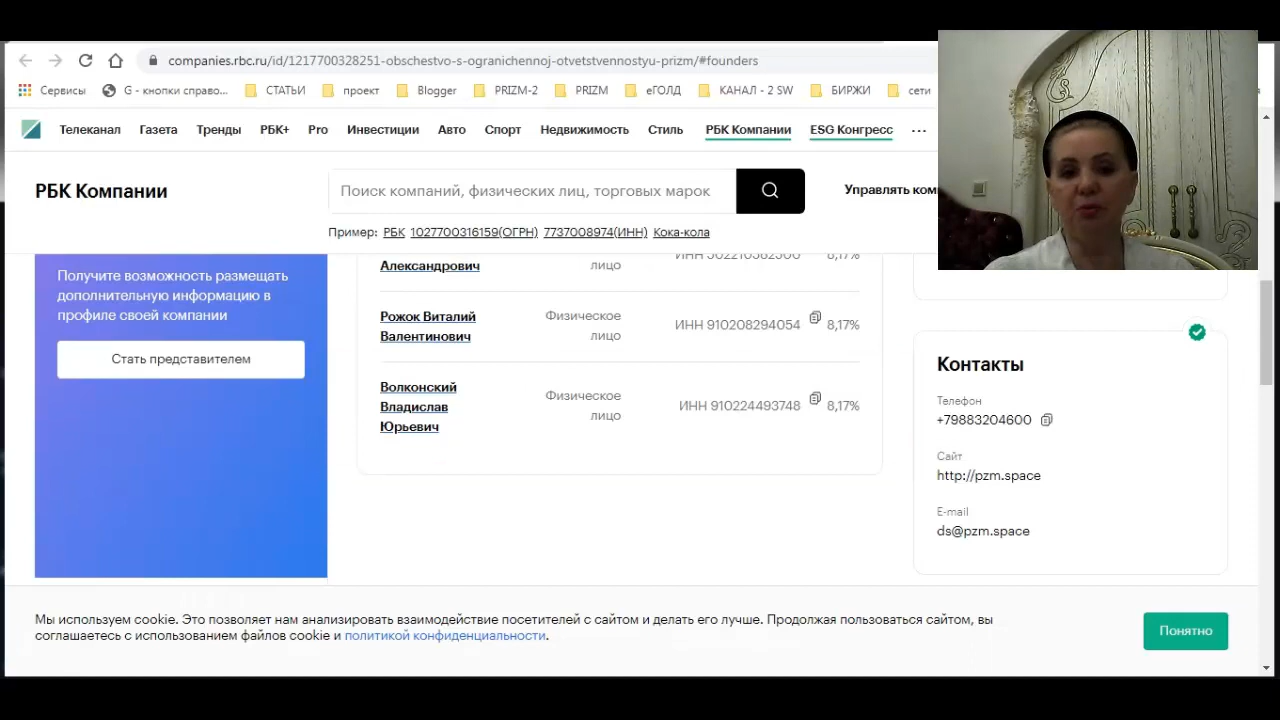 companies.rbc.ru/id/1217700328251-obschestvo-s-ogranichennoj-otvetstvennostyu-prizm/#founders
Сервисы G - кнопки справо... СТАТЬИ проект Blogger PRIZM-2 PRIZM еГОЛД КАНАЛ - 2 SW БИРЖИ сети
Телеканал Газета Тренды РБК+ Pro Инвестиции Авто Спорт Недвижимость Стиль РБК Компании ESG Конгресс ...
РБК Компании
Поиск компаний, физических лиц, торговых марок
Управлять ком
Пример: РБК 1027700316159(ОГРН) 7737008974(ИНН) Кока-кола
Получите возможность размещать
дополнительную информацию в
профиле своей компании
Стать представителем
Александрович
лицо
ИНН
8,17%
Рожок Виталий
Валентинович
Физическое
лицо
ИНН 910208294054
8,17%
Волконский
Владислав
Юрьевич
Физическое
лицо
ИНН 910224493748
8,17%
Контакты
Телефон
+79883204600
Сайт
http://pzm.space
E-mail
ds@pzm.space
Мы используем cookie. Это позволяет нам анализировать взаимодействие посетителей с сайтом и делать его лучше. Продолжая пользоваться сайтом, вы
соглашаетесь с использованием файлов cookie и политикой конфиденциальности.
Понятно